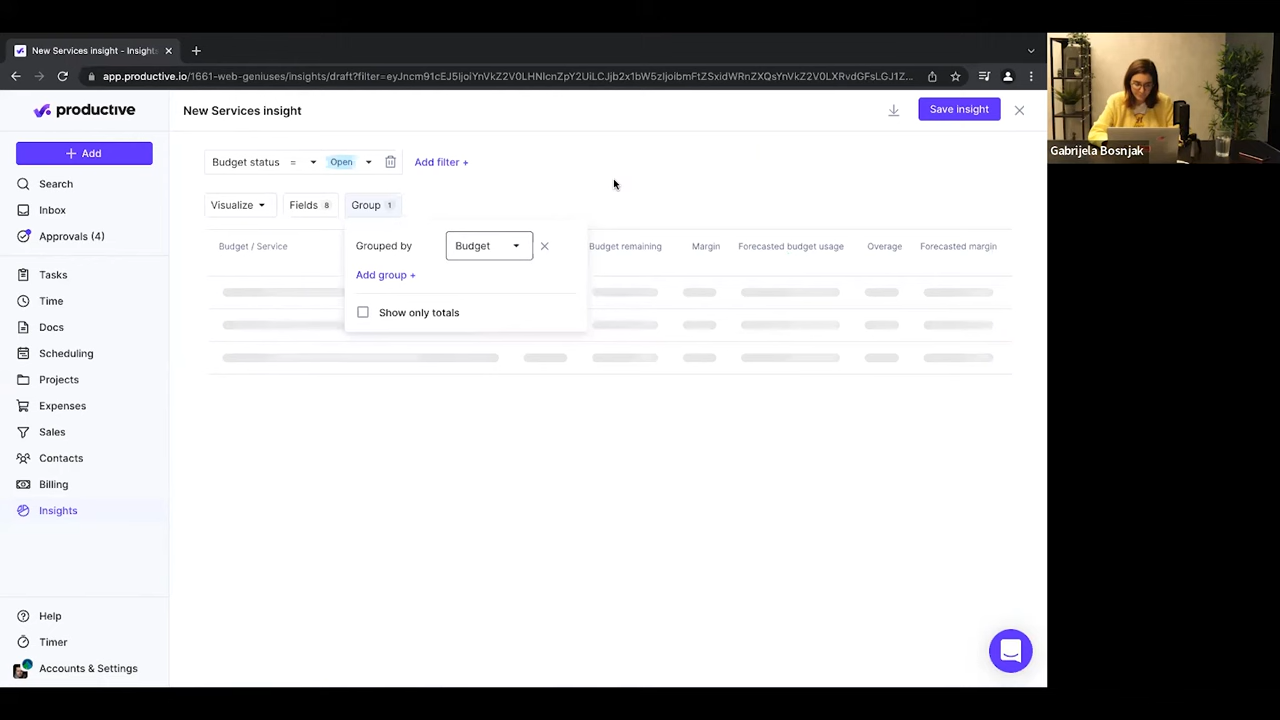 New Services insight - Insight
app.productive.io/1661-web-geniuses/insights/draft?filter=
productive
New Services insight
Save insight
Gabrijela Bosnjak
Add
Budget status = Open Add filter +
Search
Visualize Fields 8 Group 1
Inbox
Approvals (4)
Grouped by Budget
Budget / Service Budget remaining Margin Forecasted budget usage Overage Forecasted margin
Add group +
Show only totals
Tasks
Time
Docs
Scheduling
Projects
Expenses
Sales
Contacts
Billing
Insights
Help
Timer
Accounts & Settings